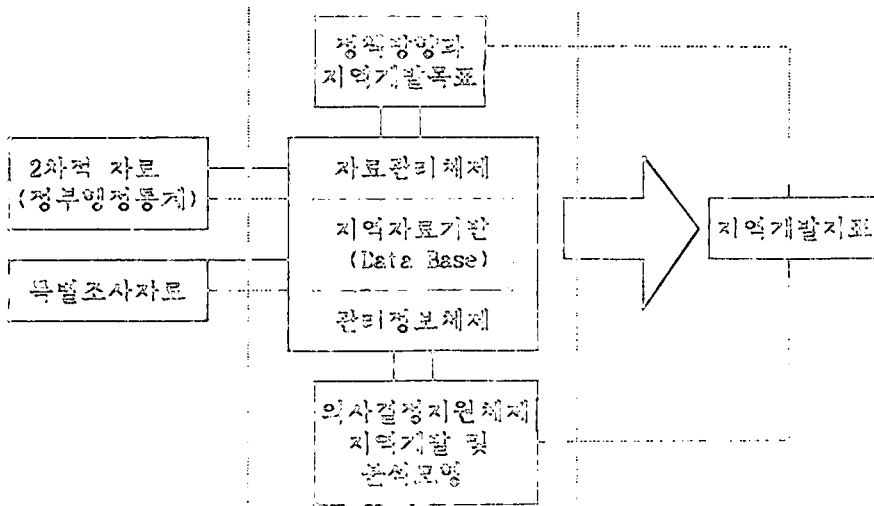 정책방향과
지역개발목표
2차적 자료
(정부행정통계)
자료관리체제
지역자료기반
(Data Base)
지역개발지표
특별조사자료
관리정보체제
의사결정지원체제
지역개발 및
분석모형